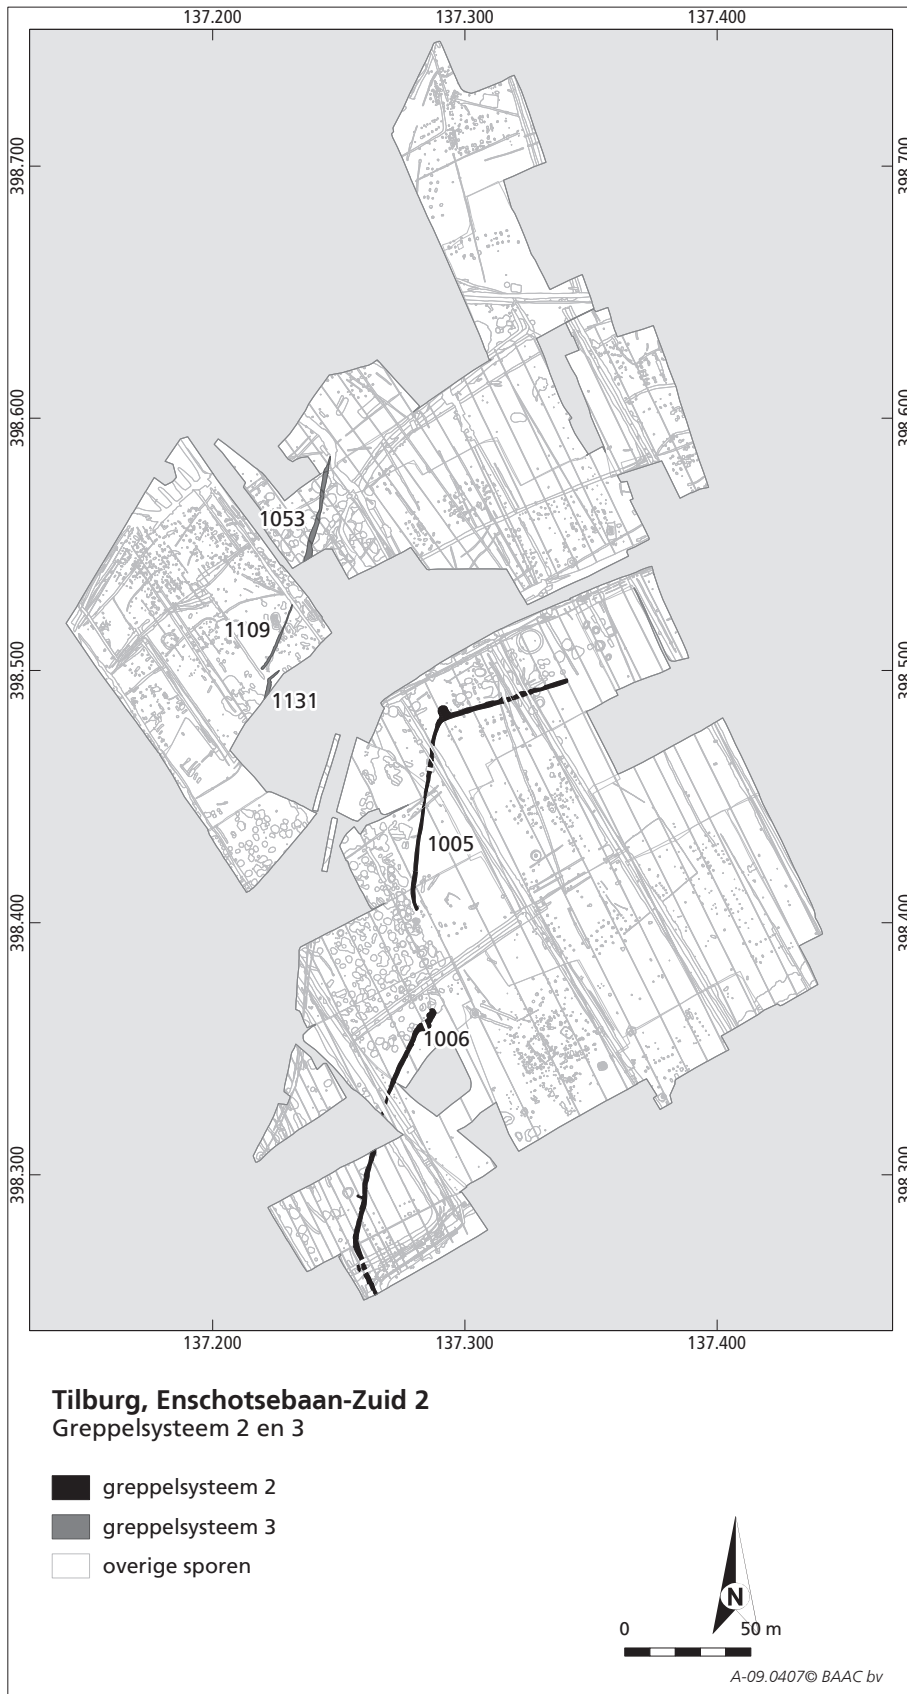 137.200 137.300 137.400
398.700 398.700
398.600 398.600
1053
1109
398.500 398.500
1131
1005
398.400 398.400
1006
398.300 398.300
137.200 137.300 137.400
Tilburg, Enschotsebaan-Zuid 2
Greppelsysteem 2 en 3
greppelsysteem 2
greppelsysteem 3
overige sporen
N
0 50 m
A-09.0407© BAAC bv